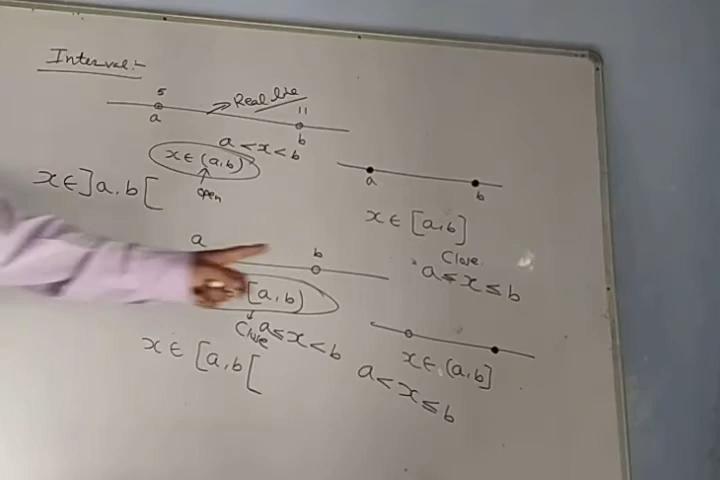 Interval:-
5
Real line
11
a
b
a < x < b
x ∈ (a,b)
open
x ∈ ]a,b[
a
b
x ∈ [a,b]
Close
a ≤ x ≤ b
a
b
[a,b)
Close
a ≤ x < b
x ∈ [a,b[
x ∈ (a,b]
a < x ≤ b